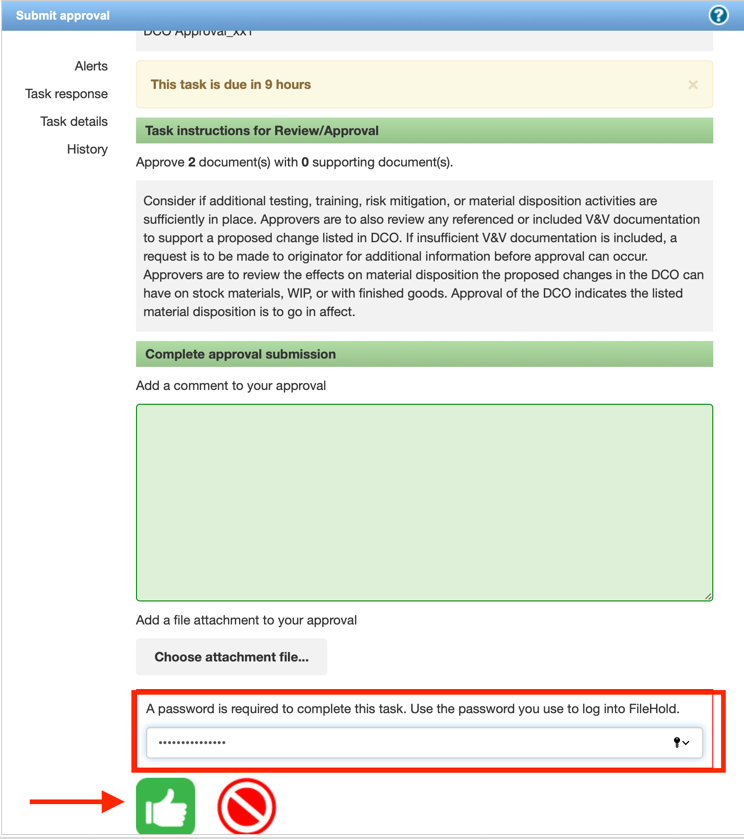 Submit approval
?
DCO Approval_xx1
Alerts
Task response
Task details
History
This task is due in 9 hours
×
Task instructions for Review/Approval
Approve 2 document(s) with 0 supporting document(s).
Consider if additional testing, training, risk mitigation, or material disposition activities are
sufficiently in place. Approvers are to also review any referenced or included V&V documentation
to support a proposed change listed in DCO. If insufficient V&V documentation is included, a
request is to be made to originator for additional information before approval can occur.
Approvers are to review the effects on material disposition the proposed changes in the DCO can
have on stock materials, WIP, or with finished goods. Approval of the DCO indicates the listed
material disposition is to go in affect.
Complete approval submission
Add a comment to your approval
Add a file attachment to your approval
Choose attachment file...
A password is required to complete this task. Use the password you use to log into FileHold.
•••••••••••••••